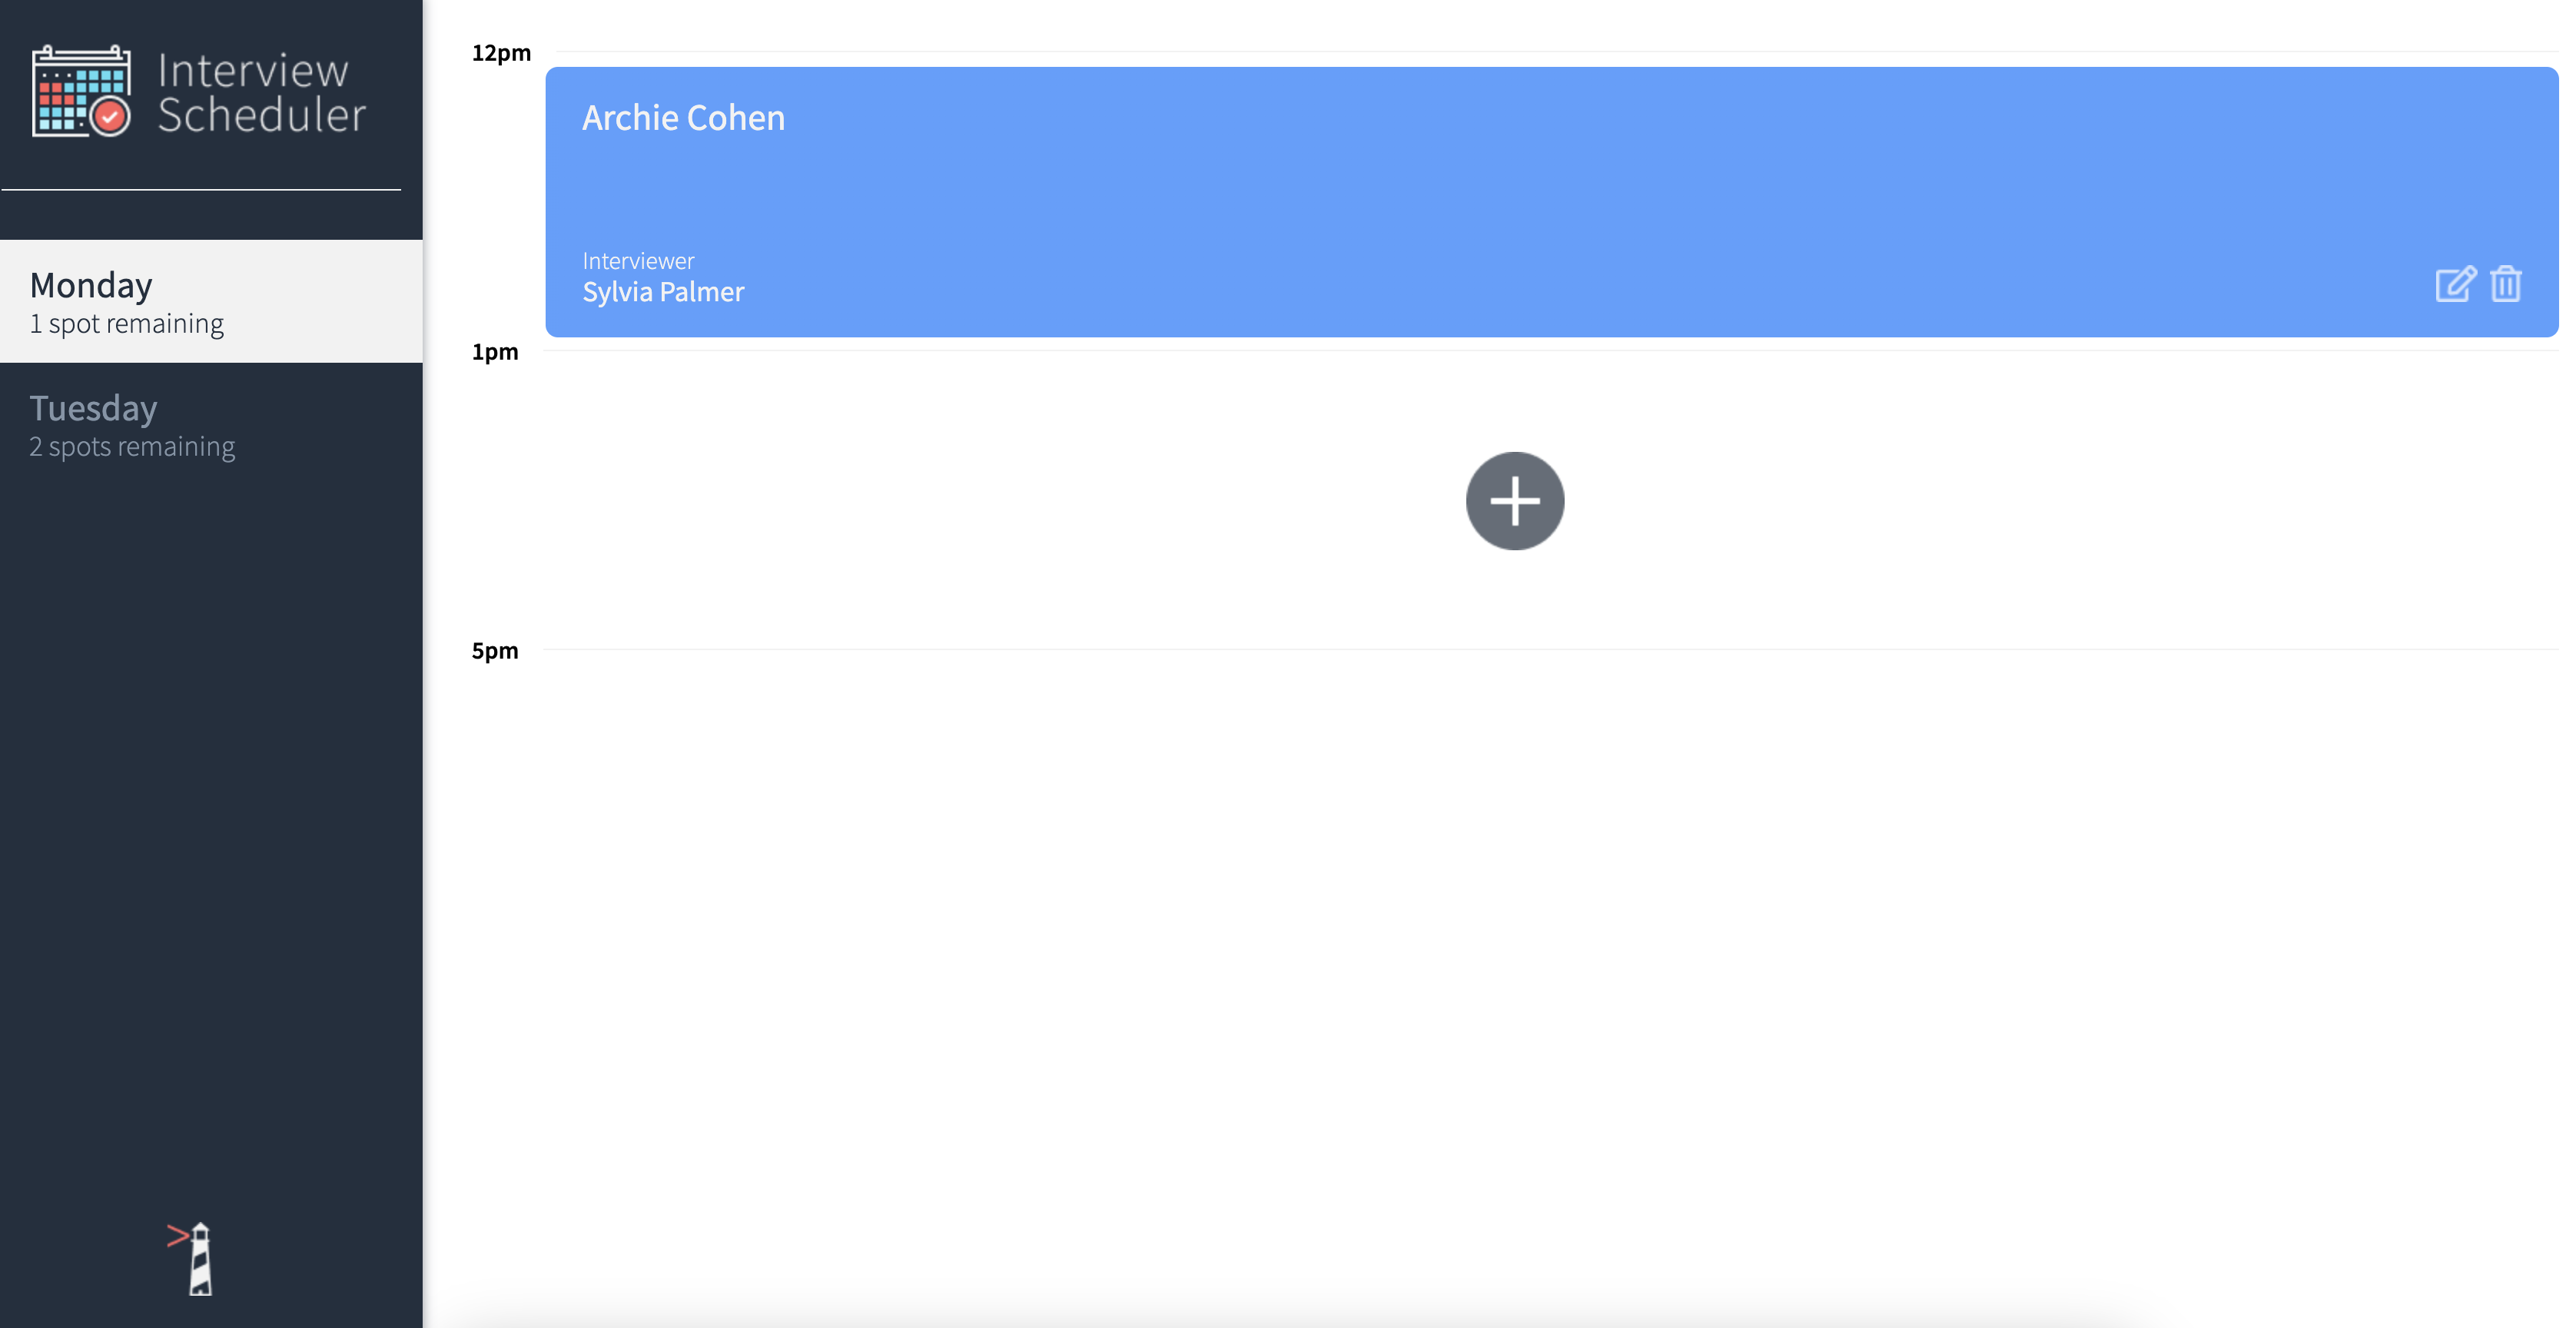 Interview
Scheduler
Monday
1 spot remaining
Tuesday
2 spots remaining
12pm
Archie Cohen
Interviewer
Sylvia Palmer
1pm
5pm